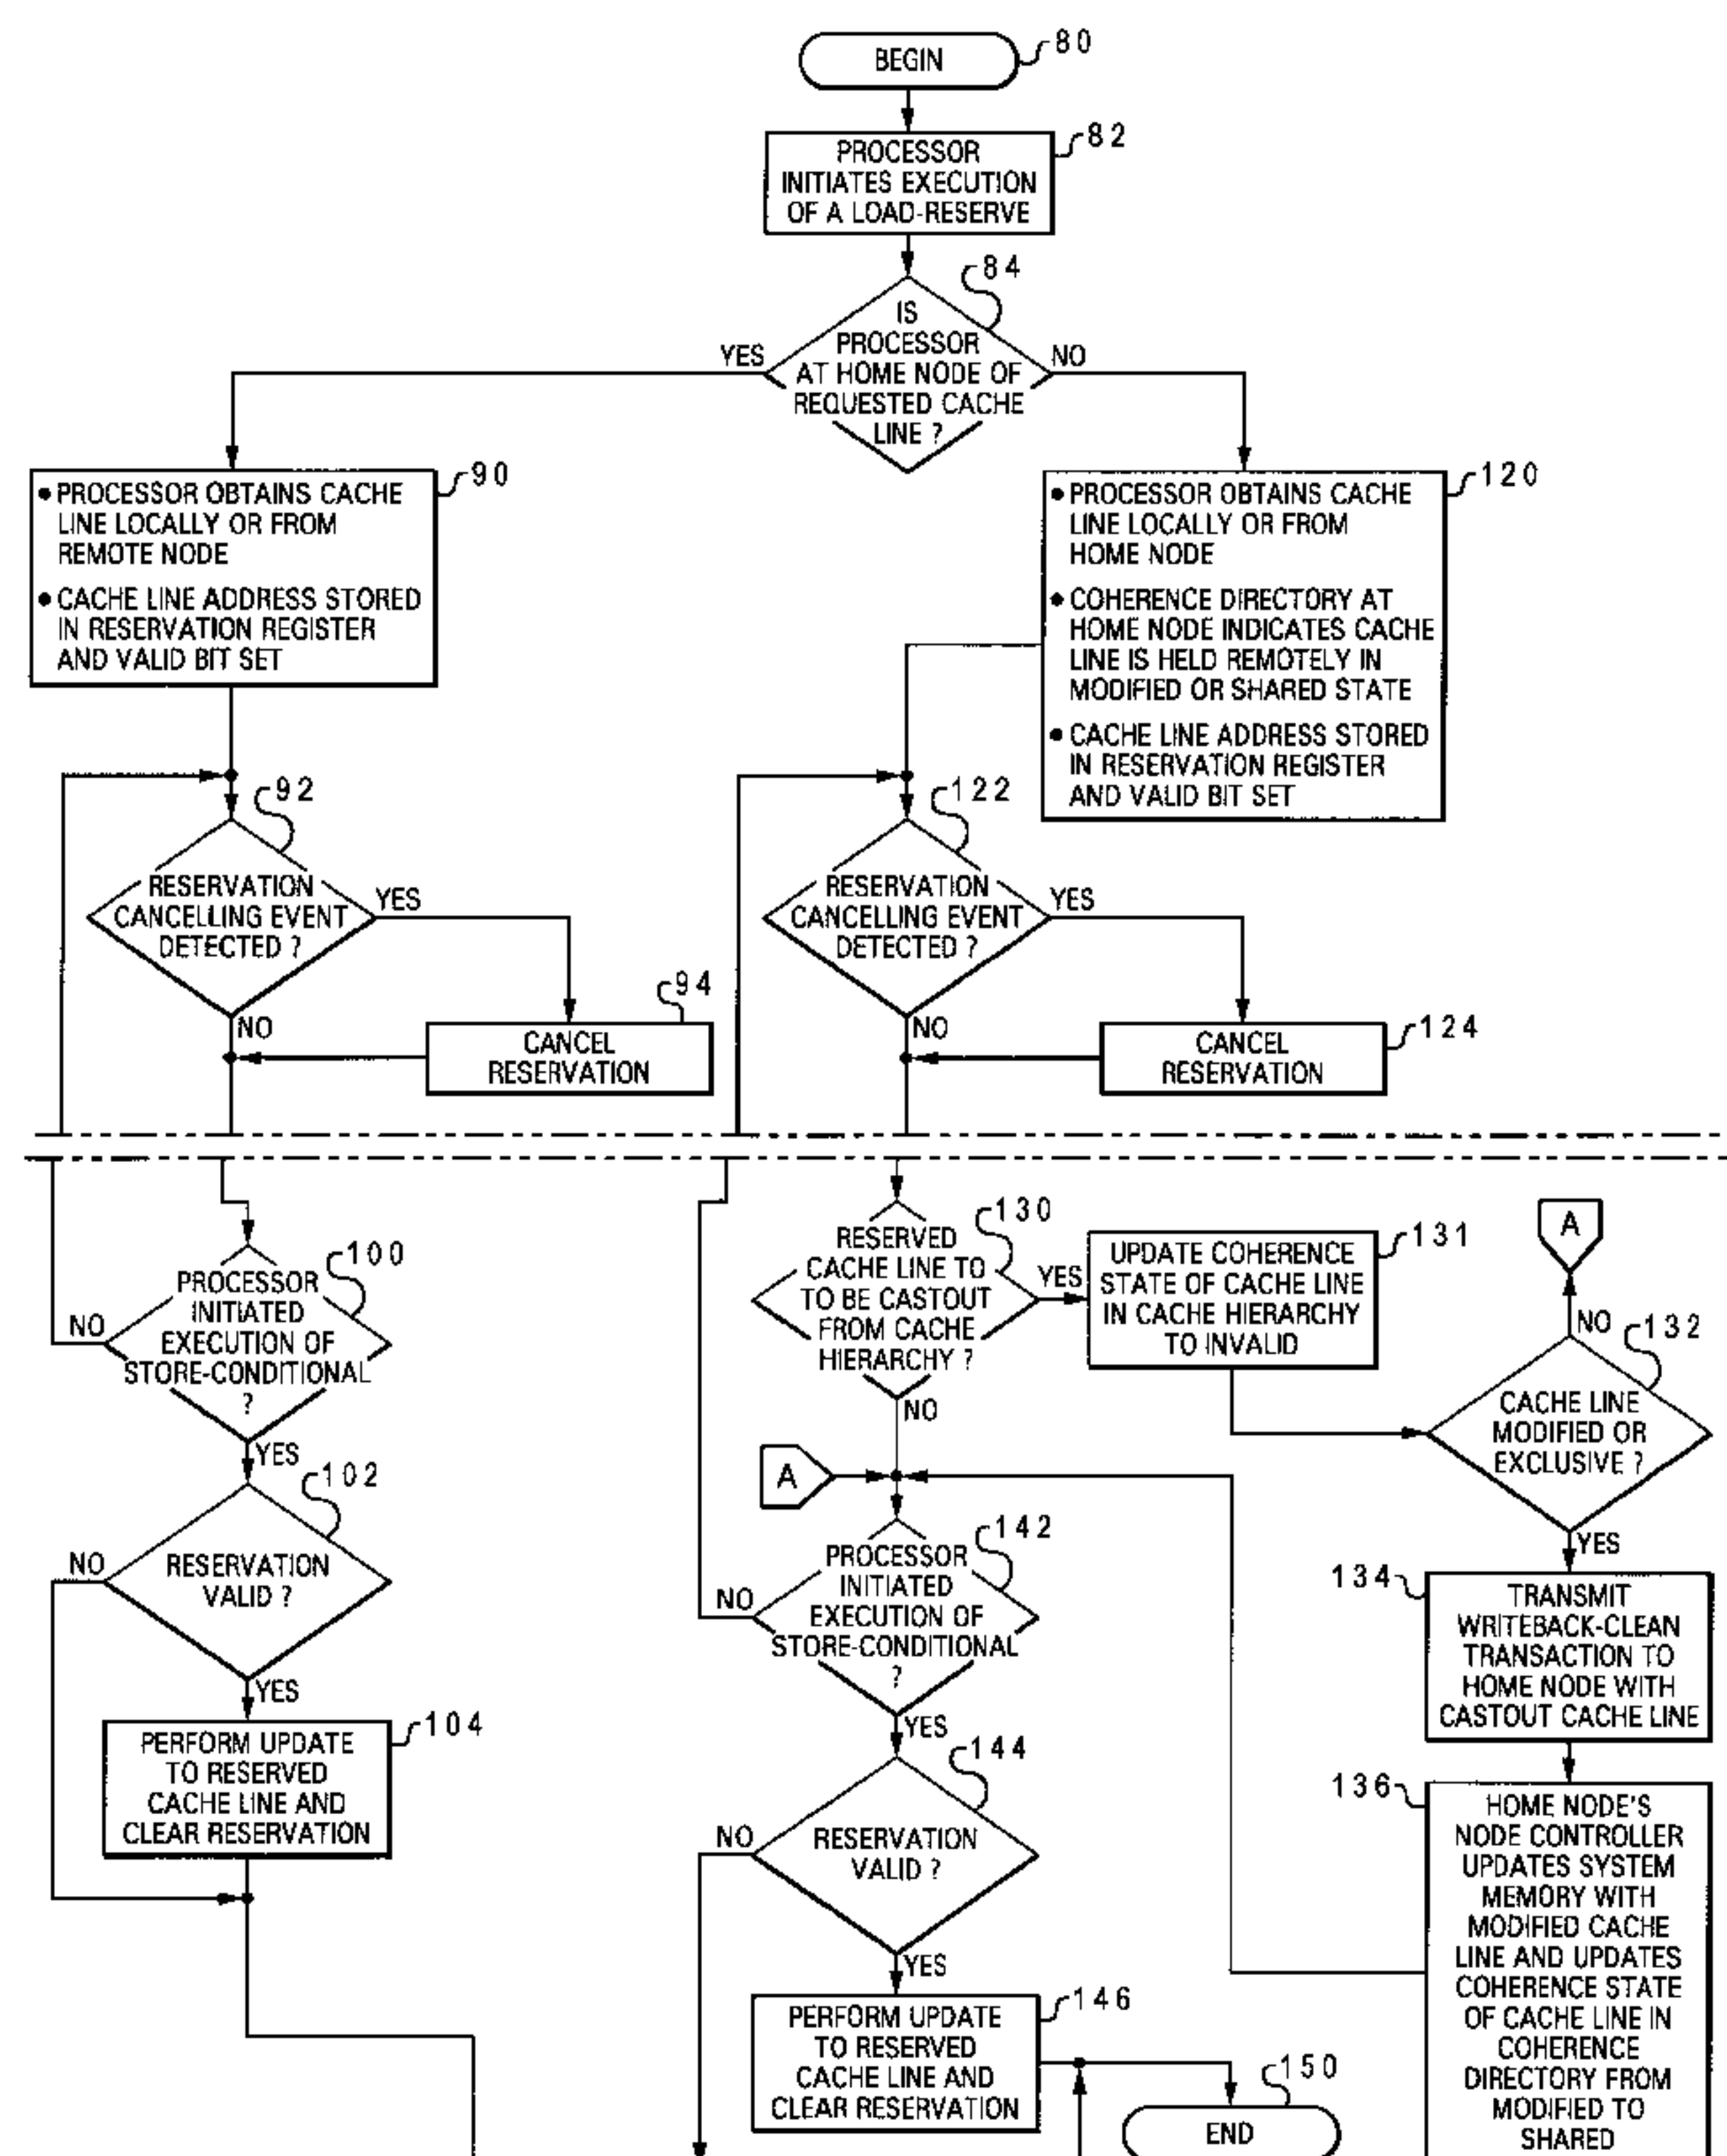 BEGIN
80
PROCESSOR
INITIATES EXECUTION
OF A LOAD-RESERVE
82
84
IS
PROCESSOR
AT HOME NODE OF
REQUESTED CACHE
LINE ?
YES
NO
90
• PROCESSOR OBTAINS CACHE
LINE LOCALLY OR FROM
REMOTE NODE
• CACHE LINE ADDRESS STORED
IN RESERVATION REGISTER
AND VALID BIT SET
120
• PROCESSOR OBTAINS CACHE
LINE LOCALLY OR FROM
HOME NODE
• COHERENCE DIRECTORY AT
HOME NODE INDICATES CACHE
LINE IS HELD REMOTELY IN
MODIFIED OR SHARED STATE
• CACHE LINE ADDRESS STORED
IN RESERVATION REGISTER
AND VALID BIT SET
92
RESERVATION
CANCELLING EVENT
DETECTED ?
YES
NO
94
CANCEL
RESERVATION
122
RESERVATION
CANCELLING EVENT
DETECTED ?
YES
NO
124
CANCEL
RESERVATION
100
PROCESSOR
INITIATED
EXECUTION OF
STORE-CONDITIONAL
?
NO
YES
102
RESERVATION
VALID ?
NO
YES
104
PERFORM UPDATE
TO RESERVED
CACHE LINE AND
CLEAR RESERVATION
130
RESERVED
CACHE LINE TO
TO BE CASTOUT
FROM CACHE
HIERARCHY ?
YES
NO
131
UPDATE COHERENCE
STATE OF CACHE LINE
IN CACHE HIERARCHY
TO INVALID
A
NO
132
CACHE LINE
MODIFIED OR
EXCLUSIVE ?
YES
134
TRANSMIT
WRITEBACK-CLEAN
TRANSACTION TO
HOME NODE WITH
CASTOUT CACHE LINE
136
HOME NODE'S
NODE CONTROLLER
UPDATES SYSTEM
MEMORY WITH
MODIFIED CACHE
LINE AND UPDATES
COHERENCE STATE
OF CACHE LINE IN
COHERENCE
DIRECTORY FROM
MODIFIED TO
SHARED
A
142
PROCESSOR
INITIATED
EXECUTION OF
STORE-CONDITIONAL
?
NO
YES
144
RESERVATION
VALID ?
NO
YES
146
PERFORM UPDATE
TO RESERVED
CACHE LINE AND
CLEAR RESERVATION
150
END